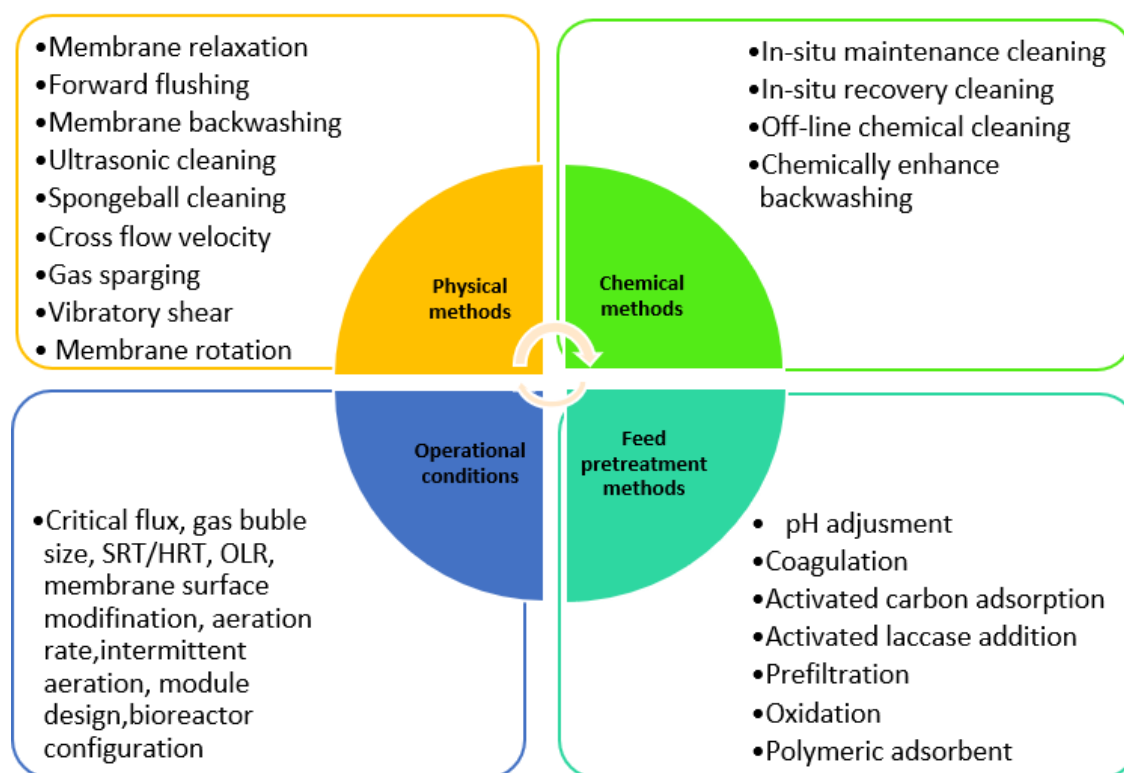 •Membrane relaxation
•Forward flushing
•Membrane backwashing
•Ultrasonic cleaning
•Spongeball cleaning
•Cross flow velocity
•Gas sparging
•Vibratory shear
• Membrane rotation
•In-situ maintenance cleaning
•In-situ recovery cleaning
•Off-line chemical cleaning
•Chemically enhance
backwashing
Physical
methods
Chemical
methods
Operational
conditions
Feed
pretreatment
methods
•Critical flux, gas buble
size, SRT/HRT, OLR,
membrane surface
modifination, aeration
rate,intermittent
aeration, module
design,bioreactor
configuration
• pH adjusment
•Coagulation
•Activated carbon adsorption
•Activated laccase addition
•Prefiltration
•Oxidation
•Polymeric adsorbent